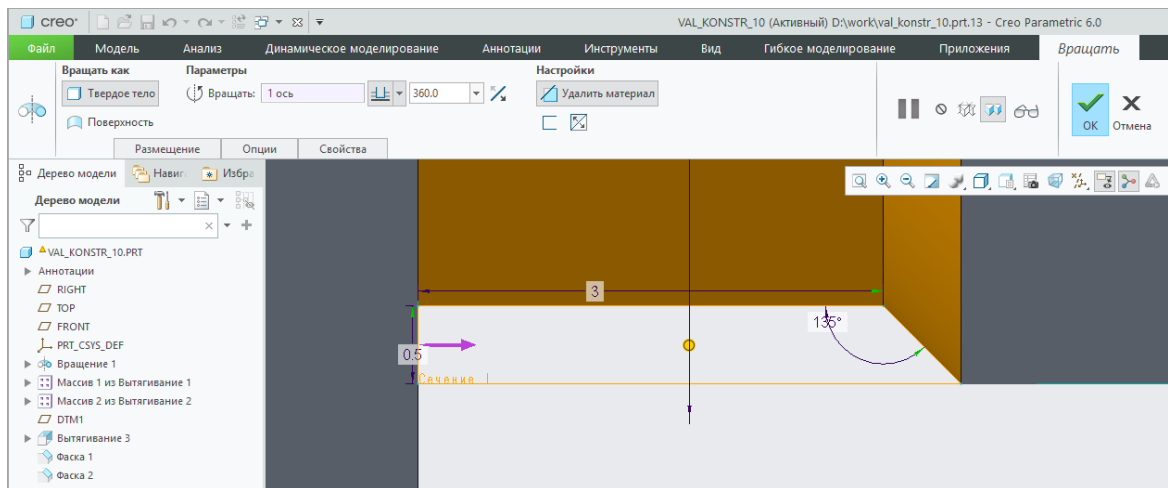 creo VAL_KONSTR_10 (Активный) D:\work\val_konstr_10.prt.13 - Creo Parametric 6.0
Файл Модель Анализ Динамическое моделирование Аннотации Инструменты Вид Гибкое моделирование Приложения Вращать
Вращать как Параметры Настройки
Твердое тело Вращать: 1 ось 360.0 Удалить материал
Поверхность
ОК Отмена
Размещение Опции Свойства
Дерево модели Навиг Избра
Дерево модели
VAL_KONSTR_10.PRT
Аннотации
RIGHT
TOP
FRONT
PRT_CSYS_DEF
Вращение 1
Массив 1 из Вытягивание 1
Массив 2 из Вытягивание 2
DTM1
Вытягивание 3
Фаска 1
Фаска 2
3
135°
0.5
Сечение